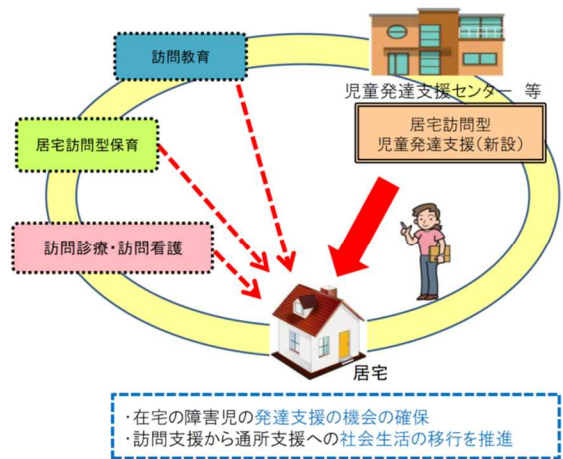 訪問教育
児童発達支援センター 等
居宅訪問型
児童発達支援(新設)
居宅訪問型保育
訪問診療・訪問看護
居宅
・在宅の障害児の発達支援の機会の確保
・訪問支援から通所支援への社会生活の移行を推進